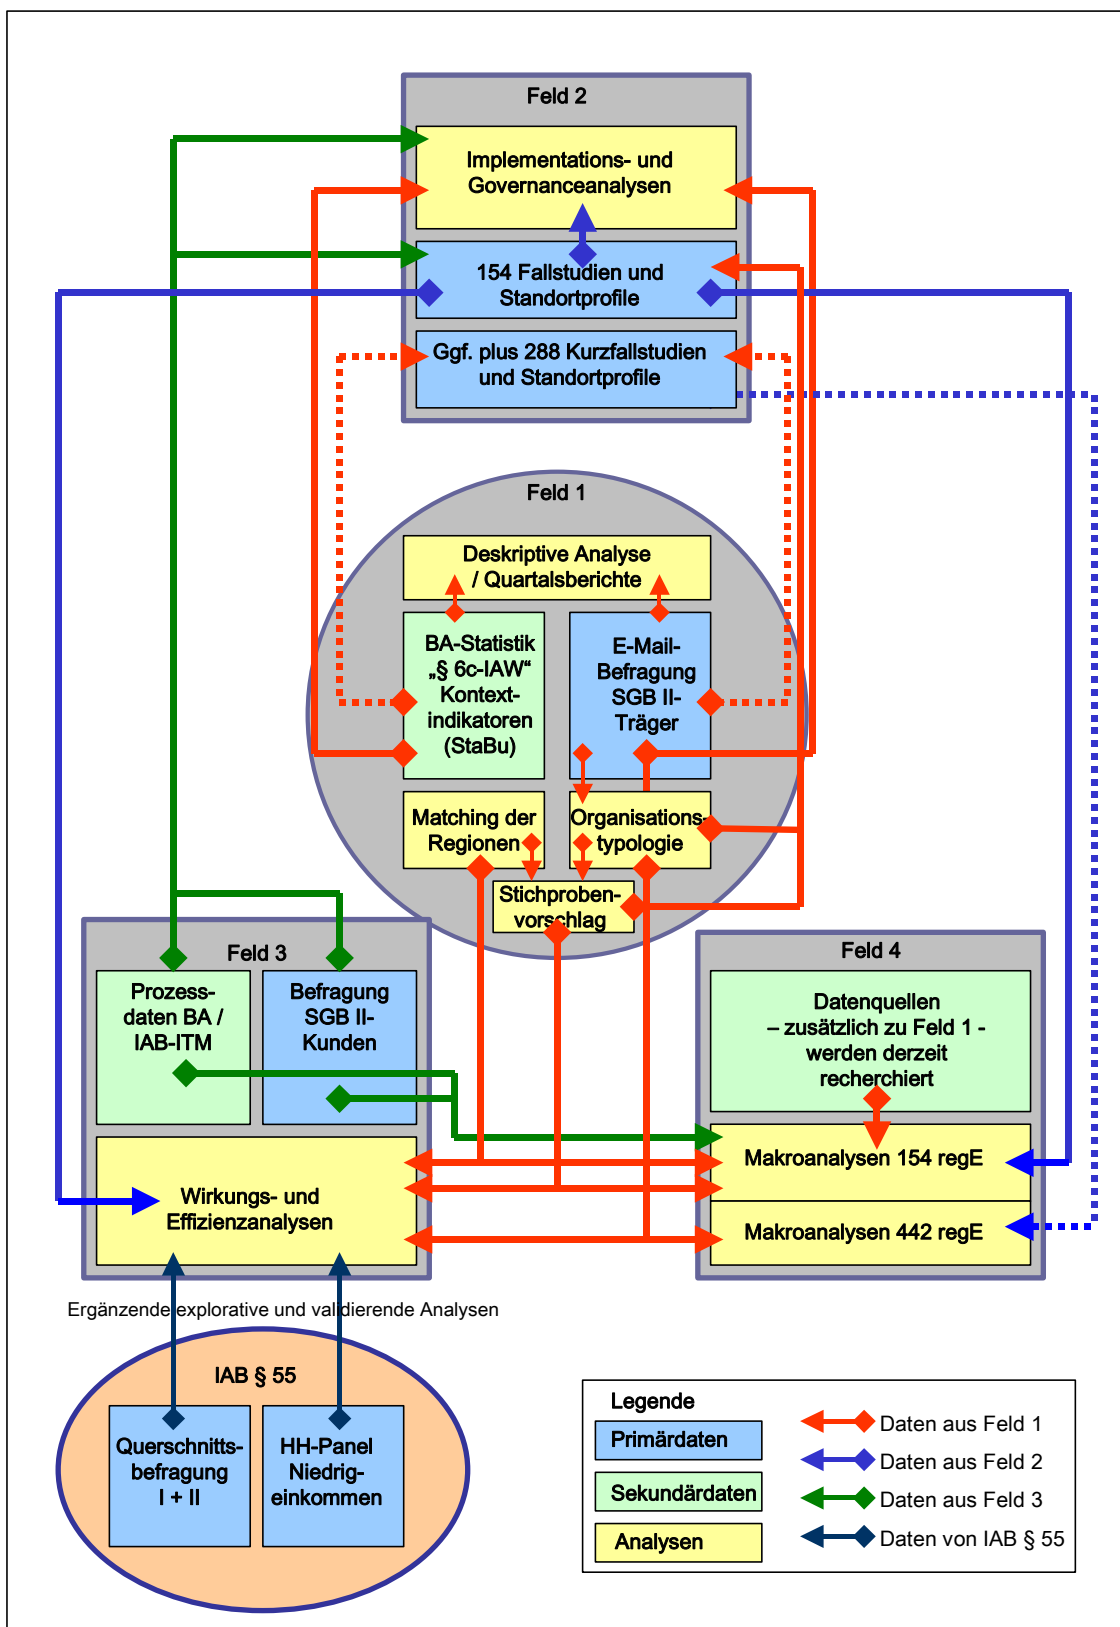 Feld 2
Implementations- und
Governanceanalysen
154 Fallstudien und
Standortprofile
Ggf. plus 288 Kurzfallstudien
und Standortprofile
Feld 1
Deskriptive Analyse
/ Quartalsberichte
BA-Statistik
„§ 6c-IAW“
Kontext-
indikatoren
(StaBu)
E-Mail-
Befragung
SGB II-
Träger
Matching der
Regionen
Organisations-
typologie
Stichproben-
vorschlag
Feld 3
Prozess-
daten BA /
IAB-ITM
Befragung
SGB II-
Kunden
Wirkungs- und
Effizienzanalysen
Feld 4
Datenquellen
– zusätzlich zu Feld 1 -
werden derzeit
recherchiert
Makroanalysen 154 regE
Makroanalysen 442 regE
Ergänzende explorative und validierende Analysen
IAB § 55
Querschnitts-
befragung
I + II
HH-Panel
Niedrig-
einkommen
Legende
Primärdaten
Sekundärdaten
Analysen
Daten aus Feld 1
Daten aus Feld 2
Daten aus Feld 3
Daten von IAB § 55